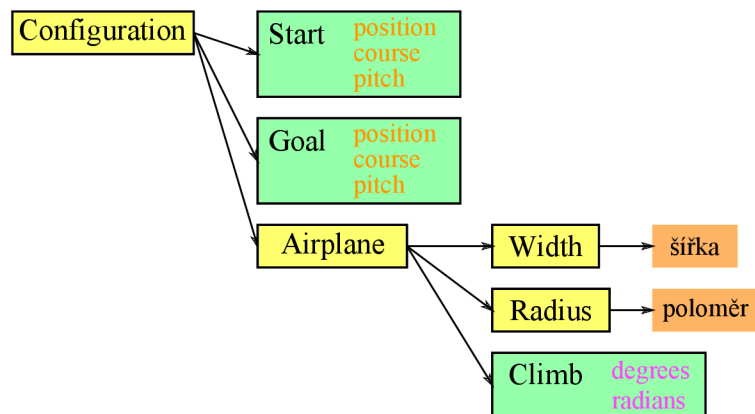 Configuration
Start position
course
pitch
Goal position
course
pitch
Airplane
Width
šířka
Radius
poloměr
Climb degrees
radians